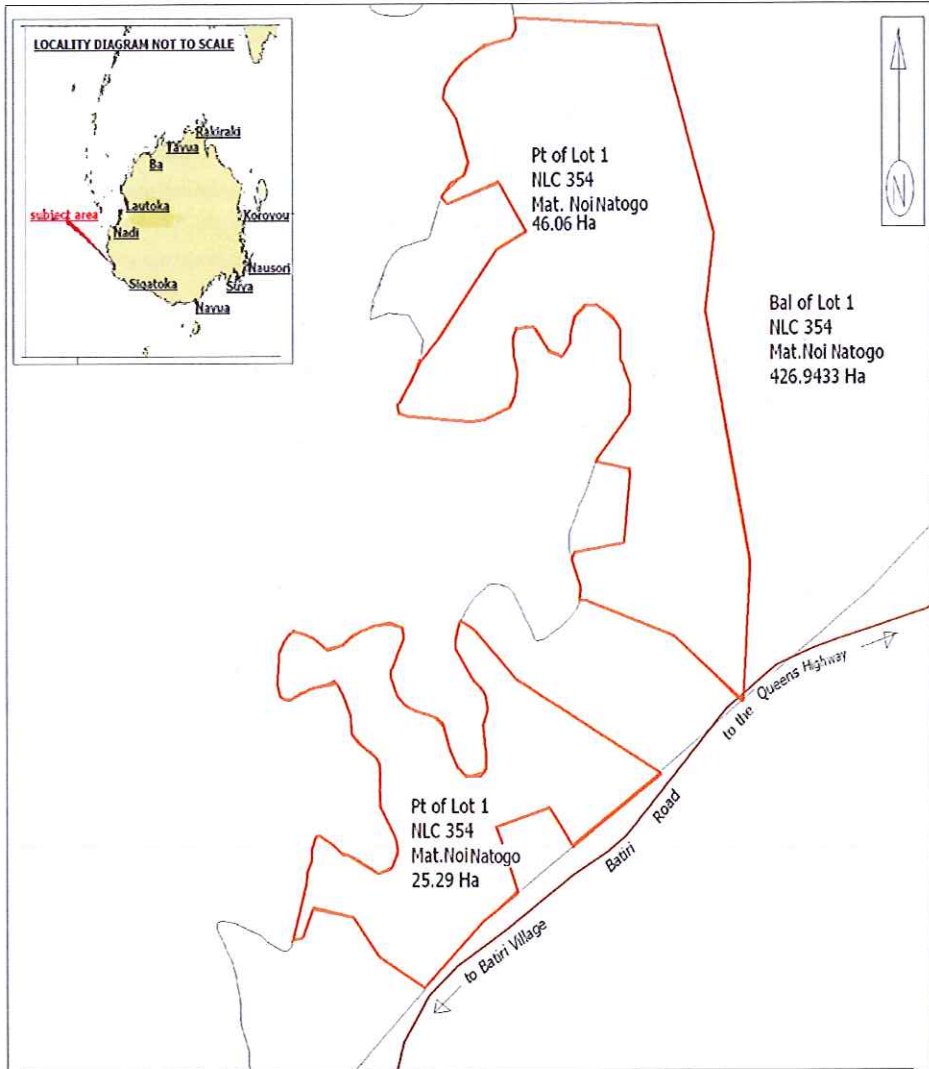 LOCALITY DIAGRAM NOT TO SCALE
Rakiraki
Tavua
Ba
Lautoka
subject area
Korovou
Nadi
Nausori
Sigatoka
Suva
Navua
N
Pt of Lot 1
NLC 354
Mat. Noi Natogo
46.06 Ha
Bal of Lot 1
NLC 354
Mat.Noi Natogo
426.9433 Ha
to the Queens Highway
Pt of Lot 1
NLC 354
Mat.Noi Natogo
25.29 Ha
Batiri Road
to Batiri Village